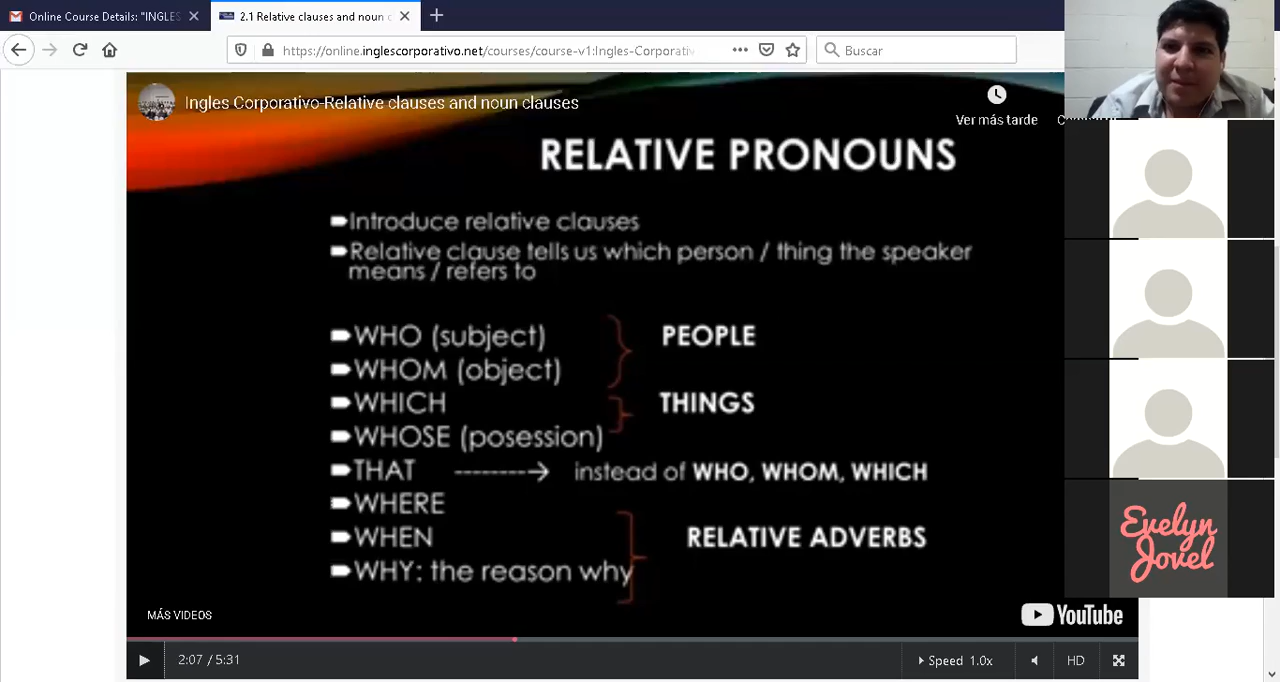 Online Course Details: "INGLES
2.1 Relative clauses and noun c
https://online.inglescorporativo.net/courses/course-v1:Ingles-Corporativ
Buscar
Ingles Corporativo-Relative clauses and noun clauses
Ver más tarde
RELATIVE PRONOUNS
Introduce relative clauses
Relative clause tells us which person / thing the speaker
means / refers to
WHO (subject)
PEOPLE
WHOM (object)
WHICH
THINGS
WHOSE (posession)
THAT --------→ instead of WHO, WHOM, WHICH
WHERE
WHEN
RELATIVE ADVERBS
WHY: the reason why
Evelyn
Jovel
MÁS VIDEOS
YouTube
2:07 / 5:31
Speed 1.0x
HD